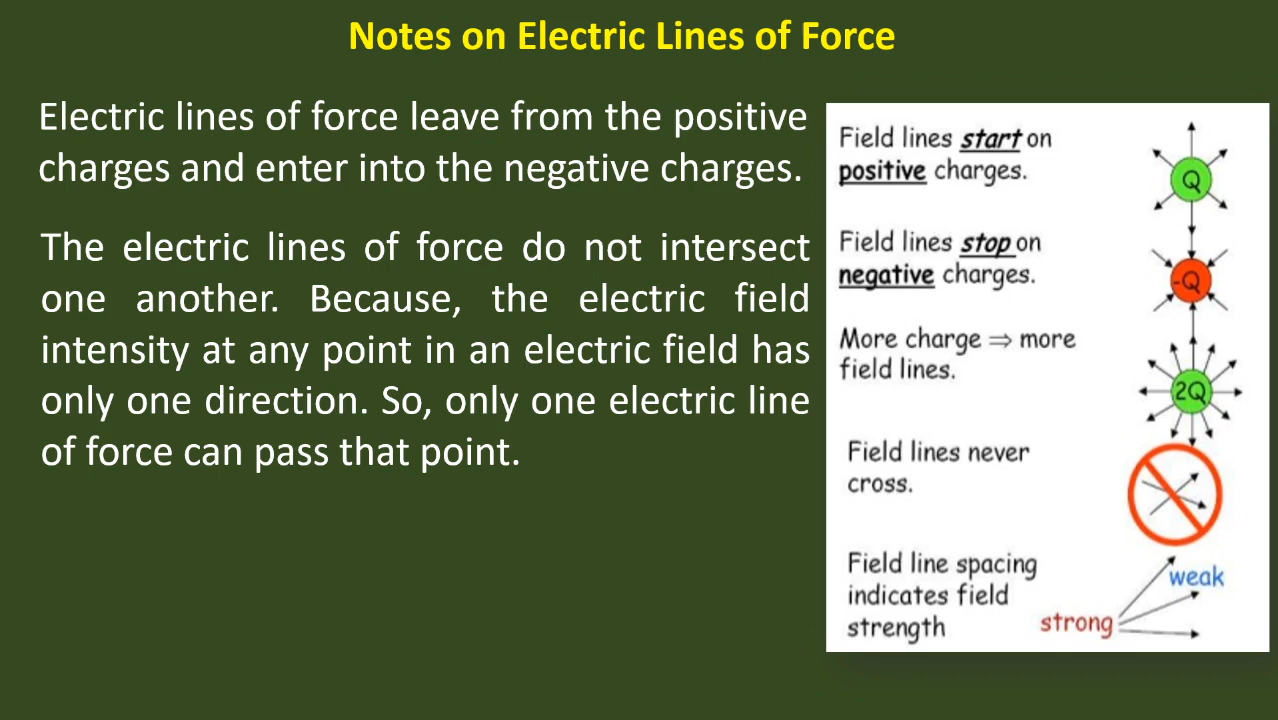 Notes on Electric Lines of Force
Electric lines of force leave from the positive
charges and enter into the negative charges.
The electric lines of force do not intersect
one another. Because, the electric field
intensity at any point in an electric field has
only one direction. So, only one electric line
of force can pass that point.
Field lines start on
positive charges.
Q
Field lines stop on
negative charges.
-Q
More charge ⇒ more
field lines.
2Q
Field lines never
cross.
Field line spacing
indicates field
strength
weak
strong